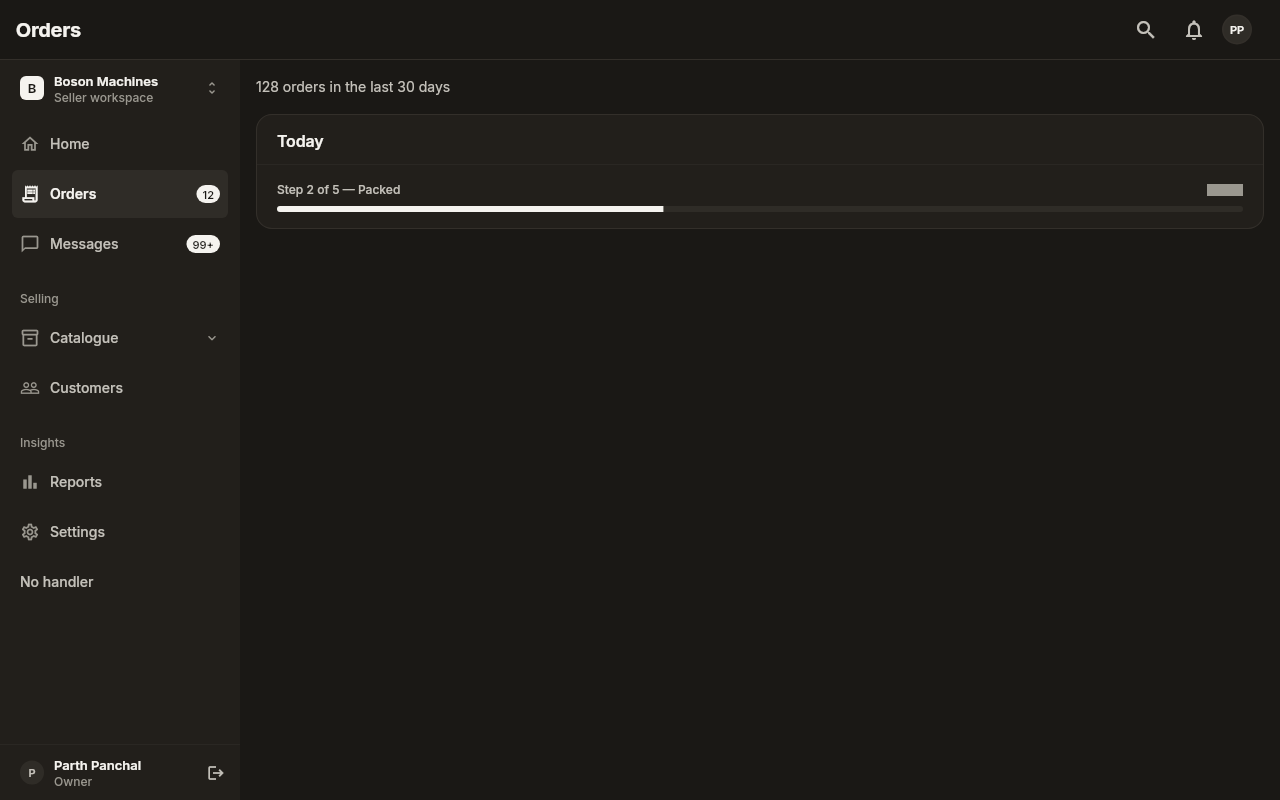 Orders
PP
B
Boson Machines
Seller workspace
Home
Orders
12
Messages
99+
Selling
Catalogue
Customers
Insights
Reports
Settings
No handler
P
Parth Panchal
Owner
128 orders in the last 30 days
Today
Step 2 of 5 — Packed